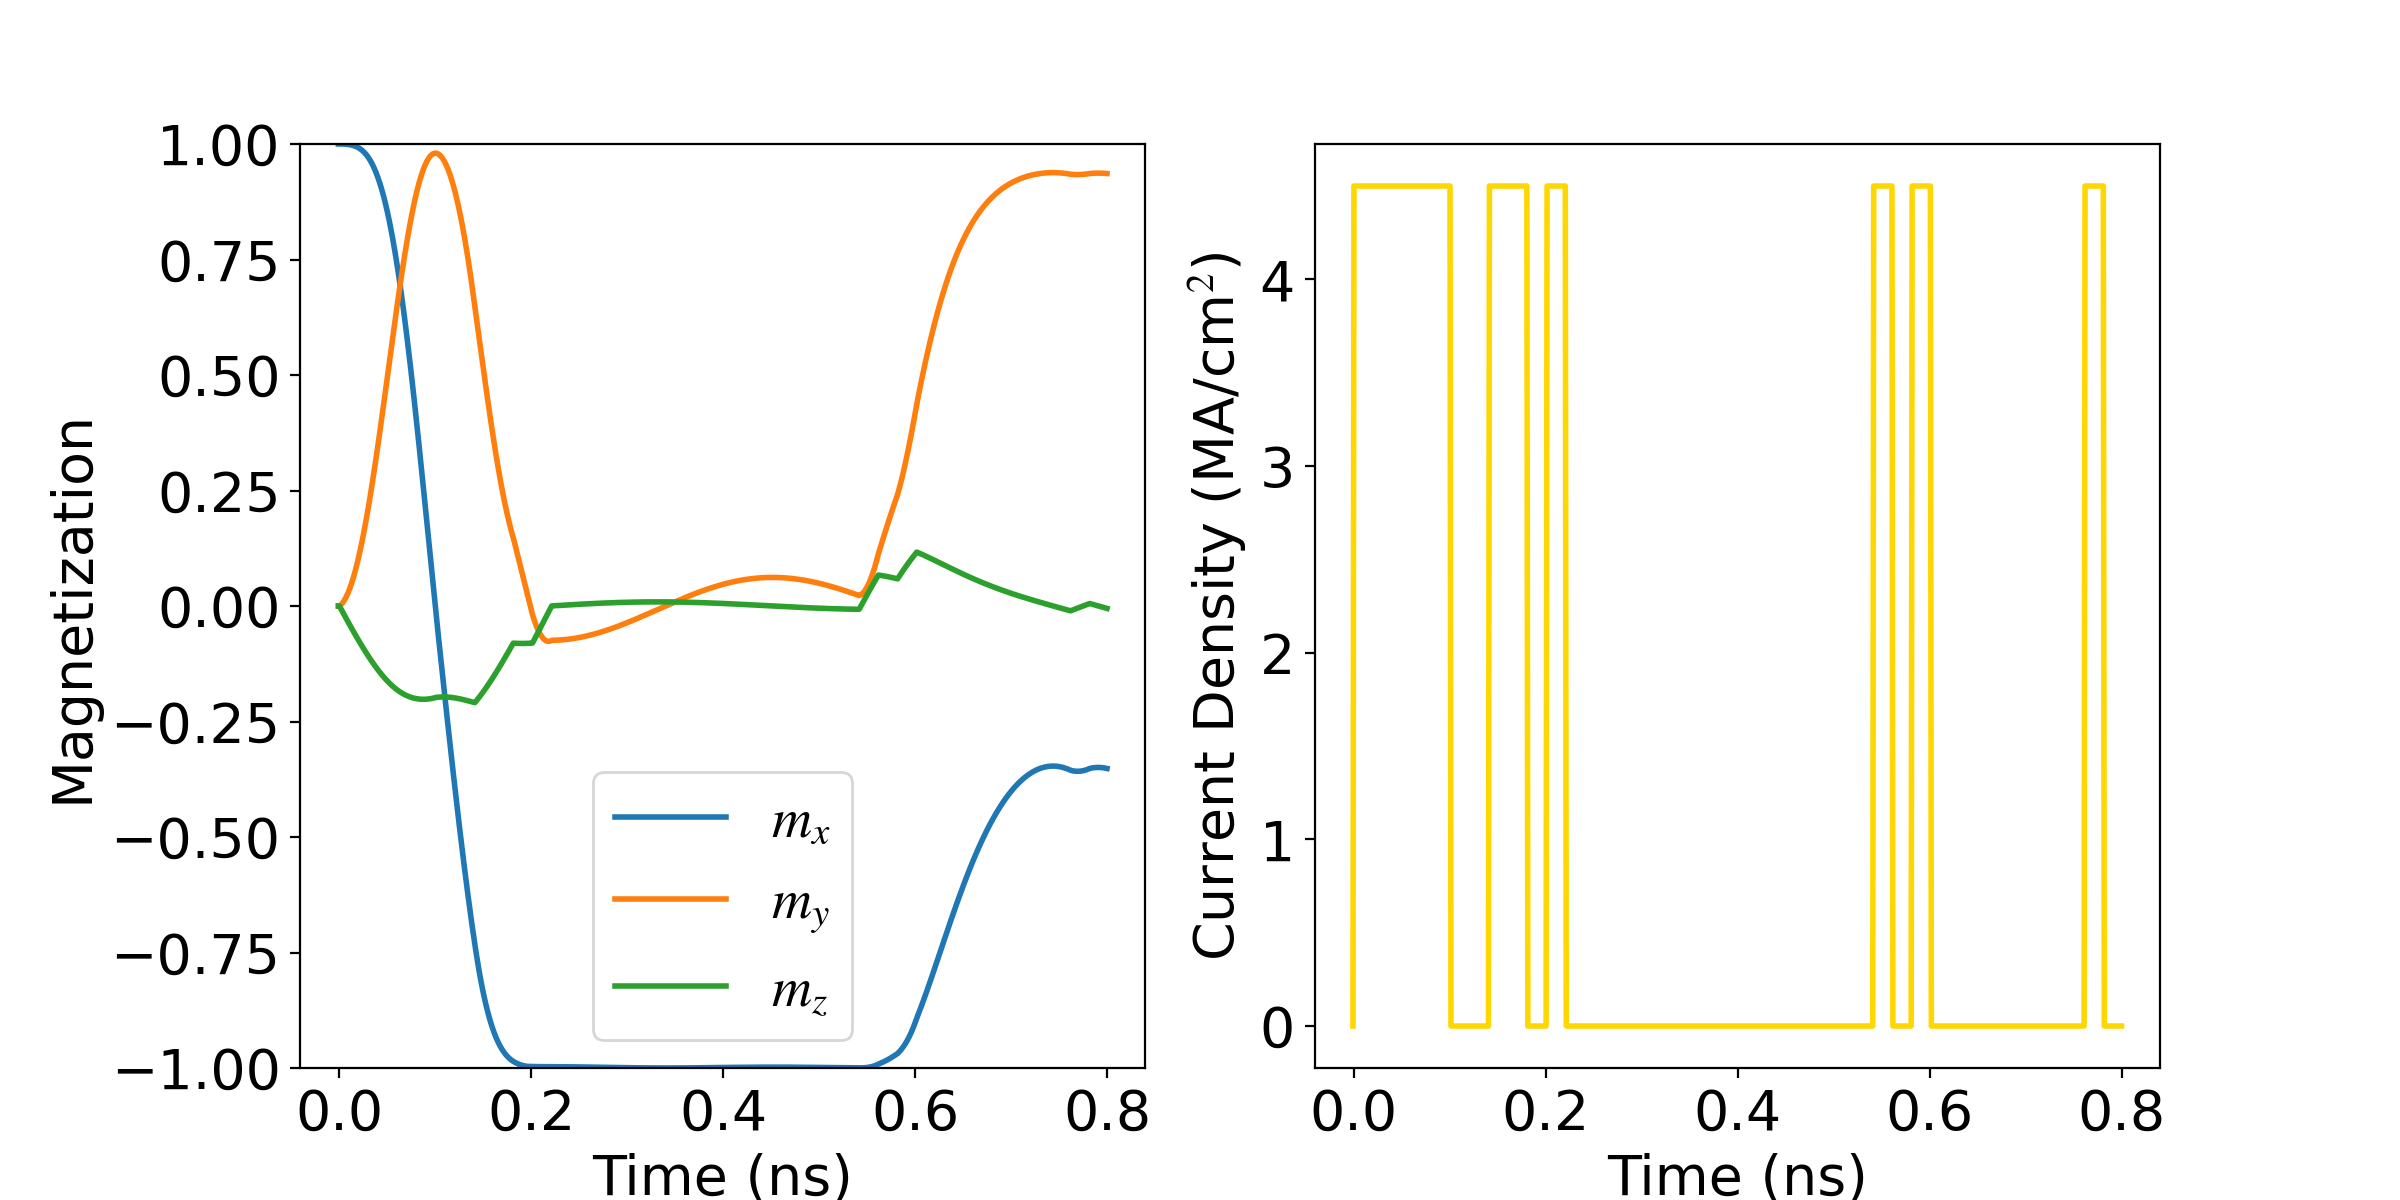 Magnetization
1.00
0.75
0.50
0.25
0.00
−0.25
−0.50
−0.75
−1.00
0.0 0.2 0.4 0.6 0.8
Time (ns)
m_x
m_y
m_z
Current Density (MA/cm²)
4
3
2
1
0
0.0 0.2 0.4 0.6 0.8
Time (ns)